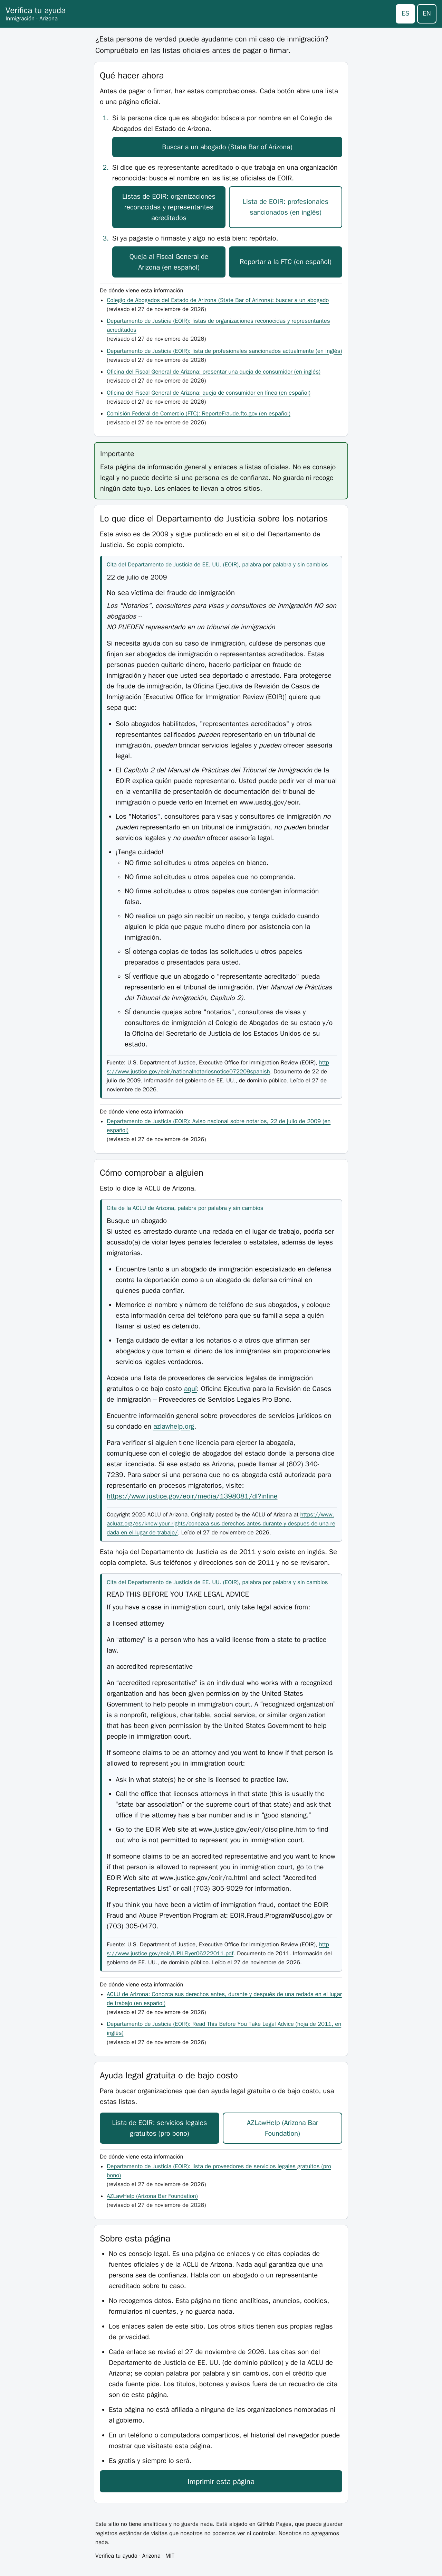 Verifica tu ayuda
Inmigración · Arizona
ES
EN
¿Esta persona de verdad puede ayudarme con mi caso de inmigración?
Compruébalo en las listas oficiales antes de pagar o firmar.
Qué hacer ahora
Antes de pagar o firmar, haz estas comprobaciones. Cada botón abre una lista
o una página oficial.
1. Si la persona dice que es abogado: búscala por nombre en el Colegio de
Abogados del Estado de Arizona.
Buscar a un abogado (State Bar of Arizona)
2. Si dice que es representante acreditado o que trabaja en una organización
reconocida: busca el nombre en las listas oficiales de EOIR.
Listas de EOIR: organizaciones
reconocidas y representantes
acreditados
Lista de EOIR: profesionales
sancionados (en inglés)
3. Si ya pagaste o firmaste y algo no está bien: repórtalo.
Queja al Fiscal General de
Arizona (en español)
Reportar a la FTC (en español)
De dónde viene esta información
• Colegio de Abogados del Estado de Arizona (State Bar of Arizona): buscar a un abogado
(revisado el 27 de noviembre de 2026)
• Departamento de Justicia (EOIR): listas de organizaciones reconocidas y representantes
acreditados
(revisado el 27 de noviembre de 2026)
• Departamento de Justicia (EOIR): lista de profesionales sancionados actualmente (en inglés)
(revisado el 27 de noviembre de 2026)
• Oficina del Fiscal General de Arizona: presentar una queja de consumidor (en inglés)
(revisado el 27 de noviembre de 2026)
• Oficina del Fiscal General de Arizona: queja de consumidor en línea (en español)
(revisado el 27 de noviembre de 2026)
• Comisión Federal de Comercio (FTC): ReporteFraude.ftc.gov (en español)
(revisado el 27 de noviembre de 2026)
Importante
Esta página da información general y enlaces a listas oficiales. No es consejo
legal y no puede decirte si una persona es de confianza. No guarda ni recoge
ningún dato tuyo. Los enlaces te llevan a otros sitios.
Lo que dice el Departamento de Justicia sobre los notarios
Este aviso es de 2009 y sigue publicado en el sitio del Departamento de
Justicia. Se copia completo.
Cita del Departamento de Justicia de EE. UU. (EOIR), palabra por palabra y sin cambios
22 de julio de 2009
No sea víctima del fraude de inmigración
Los "Notarios", consultores para visas y consultores de inmigración NO son
abogados --
NO PUEDEN representarlo en un tribunal de inmigración
Si necesita ayuda con su caso de inmigración, cuídese de personas que
finjan ser abogados de inmigración o representantes acreditados. Estas
personas pueden quitarle dinero, hacerlo participar en fraude de
inmigración y hacer que usted sea deportado o arrestado. Para protegerse
de fraude de inmigración, la Oficina Ejecutiva de Revisión de Casos de
Inmigración [Executive Office for Immigration Review (EOIR)] quiere que
sepa que:
• Solo abogados habilitados, "representantes acreditados" y otros
representantes calificados pueden representarlo en un tribunal de
inmigración, pueden brindar servicios legales y pueden ofrecer asesoría
legal.
• El Capítulo 2 del Manual de Prácticas del Tribunal de Inmigración de la
EOIR explica quién puede representarlo. Usted puede pedir ver el manual
en la ventanilla de presentación de documentación del tribunal de
inmigración o puede verlo en Internet en www.usdoj.gov/eoir.
• Los "Notarios", consultores para visas y consultores de inmigración no
pueden representarlo en un tribunal de inmigración, no pueden brindar
servicios legales y no pueden ofrecer asesoría legal.
• ¡Tenga cuidado!
◦ NO firme solicitudes u otros papeles en blanco.
◦ NO firme solicitudes u otros papeles que no comprenda.
◦ NO firme solicitudes u otros papeles que contengan información
falsa.
◦ NO realice un pago sin recibir un recibo, y tenga cuidado cuando
alguien le pida que pague mucho dinero por asistencia con la
inmigración.
◦ SÍ obtenga copias de todas las solicitudes u otros papeles
preparados o presentados para usted.
◦ SÍ verifique que un abogado o "representante acreditado" pueda
representarlo en el tribunal de inmigración. (Ver Manual de Prácticas
del Tribunal de Inmigración, Capítulo 2).
◦ SÍ denuncie quejas sobre "notarios", consultores de visas y
consultores de inmigración al Colegio de Abogados de su estado y/o
la Oficina del Secretario de Justicia de los Estados Unidos de su
estado.
Fuente: U.S. Department of Justice, Executive Office for Immigration Review (EOIR), http
s://www.justice.gov/eoir/nationalnotariosnotice072209spanish. Documento de 22 de
julio de 2009. Información del gobierno de EE. UU., de dominio público. Leído el 27 de
noviembre de 2026.
De dónde viene esta información
• Departamento de Justicia (EOIR): Aviso nacional sobre notarios, 22 de julio de 2009 (en
español)
(revisado el 27 de noviembre de 2026)
Cómo comprobar a alguien
Esto lo dice la ACLU de Arizona.
Cita de la ACLU de Arizona, palabra por palabra y sin cambios
Busque un abogado
Si usted es arrestado durante una redada en el lugar de trabajo, podría ser
acusado(a) de violar leyes penales federales o estatales, además de leyes
migratorias.
• Encuentre tanto a un abogado de inmigración especializado en defensa
contra la deportación como a un abogado de defensa criminal en
quienes pueda confiar.
• Memorice el nombre y número de teléfono de sus abogados, y coloque
esta información cerca del teléfono para que su familia sepa a quién
llamar si usted es detenido.
• Tenga cuidado de evitar a los notarios o a otros que afirman ser
abogados y que toman el dinero de los inmigrantes sin proporcionarles
servicios legales verdaderos.
Acceda una lista de proveedores de servicios legales de inmigración
gratuitos o de bajo costo aquí: Oficina Ejecutiva para la Revisión de Casos
de Inmigración – Proveedores de Servicios Legales Pro Bono.
Encuentre información general sobre proveedores de servicios jurídicos en
su condado en azlawhelp.org.
Para verificar si alguien tiene licencia para ejercer la abogacía,
comuníquese con el colegio de abogados del estado donde la persona dice
estar licenciada. Si ese estado es Arizona, puede llamar al (602) 340-
7239. Para saber si una persona que no es abogada está autorizada para
representarlo en procesos migratorios, visite:
https://www.justice.gov/eoir/media/1398081/dl?inline
Copyright 2025 ACLU of Arizona. Originally posted by the ACLU of Arizona at https://www.
acluaz.org/es/know-your-rights/conozca-sus-derechos-antes-durante-y-despues-de-una-re
dada-en-el-lugar-de-trabajo/. Leído el 27 de noviembre de 2026.
Esta hoja del Departamento de Justicia es de 2011 y solo existe en inglés. Se
copia completa. Sus teléfonos y direcciones son de 2011 y no se revisaron.
Cita del Departamento de Justicia de EE. UU. (EOIR), palabra por palabra y sin cambios
READ THIS BEFORE YOU TAKE LEGAL ADVICE
If you have a case in immigration court, only take legal advice from:
a licensed attorney
An “attorney” is a person who has a valid license from a state to practice
law.
an accredited representative
An “accredited representative” is an individual who works with a recognized
organization and has been given permission by the United States
Government to help people in immigration court. A “recognized organization”
is a nonprofit, religious, charitable, social service, or similar organization
that has been given permission by the United States Government to help
people in immigration court.
If someone claims to be an attorney and you want to know if that person is
allowed to represent you in immigration court:
• Ask in what state(s) he or she is licensed to practice law.
• Call the office that licenses attorneys in that state (this is usually the
“state bar association” or the supreme court of that state) and ask that
office if the attorney has a bar number and is in “good standing.”
• Go to the EOIR Web site at www.justice.gov/eoir/discipline.htm to find
out who is not permitted to represent you in immigration court.
If someone claims to be an accredited representative and you want to know
if that person is allowed to represent you in immigration court, go to the
EOIR Web site at www.justice.gov/eoir/ra.html and select “Accredited
Representatives List” or call (703) 305-9029 for information.
If you think you have been a victim of immigration fraud, contact the EOIR
Fraud and Abuse Prevention Program at: EOIR.Fraud.Program@usdoj.gov or
(703) 305-0470.
Fuente: U.S. Department of Justice, Executive Office for Immigration Review (EOIR), http
s://www.justice.gov/eoir/UPILFlyer06222011.pdf. Documento de 2011. Información del
gobierno de EE. UU., de dominio público. Leído el 27 de noviembre de 2026.
De dónde viene esta información
• ACLU de Arizona: Conozca sus derechos antes, durante y después de una redada en el lugar
de trabajo (en español)
(revisado el 27 de noviembre de 2026)
• Departamento de Justicia (EOIR): Read This Before You Take Legal Advice (hoja de 2011, en
inglés)
(revisado el 27 de noviembre de 2026)
Ayuda legal gratuita o de bajo costo
Para buscar organizaciones que dan ayuda legal gratuita o de bajo costo, usa
estas listas.
Lista de EOIR: servicios legales
gratuitos (pro bono)
AZLawHelp (Arizona Bar
Foundation)
De dónde viene esta información
• Departamento de Justicia (EOIR): lista de proveedores de servicios legales gratuitos (pro
bono)
(revisado el 27 de noviembre de 2026)
• AZLawHelp (Arizona Bar Foundation)
(revisado el 27 de noviembre de 2026)
Sobre esta página
• No es consejo legal. Es una página de enlaces y de citas copiadas de
fuentes oficiales y de la ACLU de Arizona. Nada aquí garantiza que una
persona sea de confianza. Habla con un abogado o un representante
acreditado sobre tu caso.
• No recogemos datos. Esta página no tiene analíticas, anuncios, cookies,
formularios ni cuentas, y no guarda nada.
• Los enlaces salen de este sitio. Los otros sitios tienen sus propias reglas
de privacidad.
• Cada enlace se revisó el 27 de noviembre de 2026. Las citas son del
Departamento de Justicia de EE. UU. (de dominio público) y de la ACLU de
Arizona; se copian palabra por palabra y sin cambios, con el crédito que
cada fuente pide. Los títulos, botones y avisos fuera de un recuadro de cita
son de esta página.
• Esta página no está afiliada a ninguna de las organizaciones nombradas ni
al gobierno.
• En un teléfono o computadora compartidos, el historial del navegador puede
mostrar que visitaste esta página.
• Es gratis y siempre lo será.
Imprimir esta página
Este sitio no tiene analíticas y no guarda nada. Está alojado en GitHub Pages, que puede guardar
registros estándar de visitas que nosotros no podemos ver ni controlar. Nosotros no agregamos
nada.
Verifica tu ayuda · Arizona · MIT